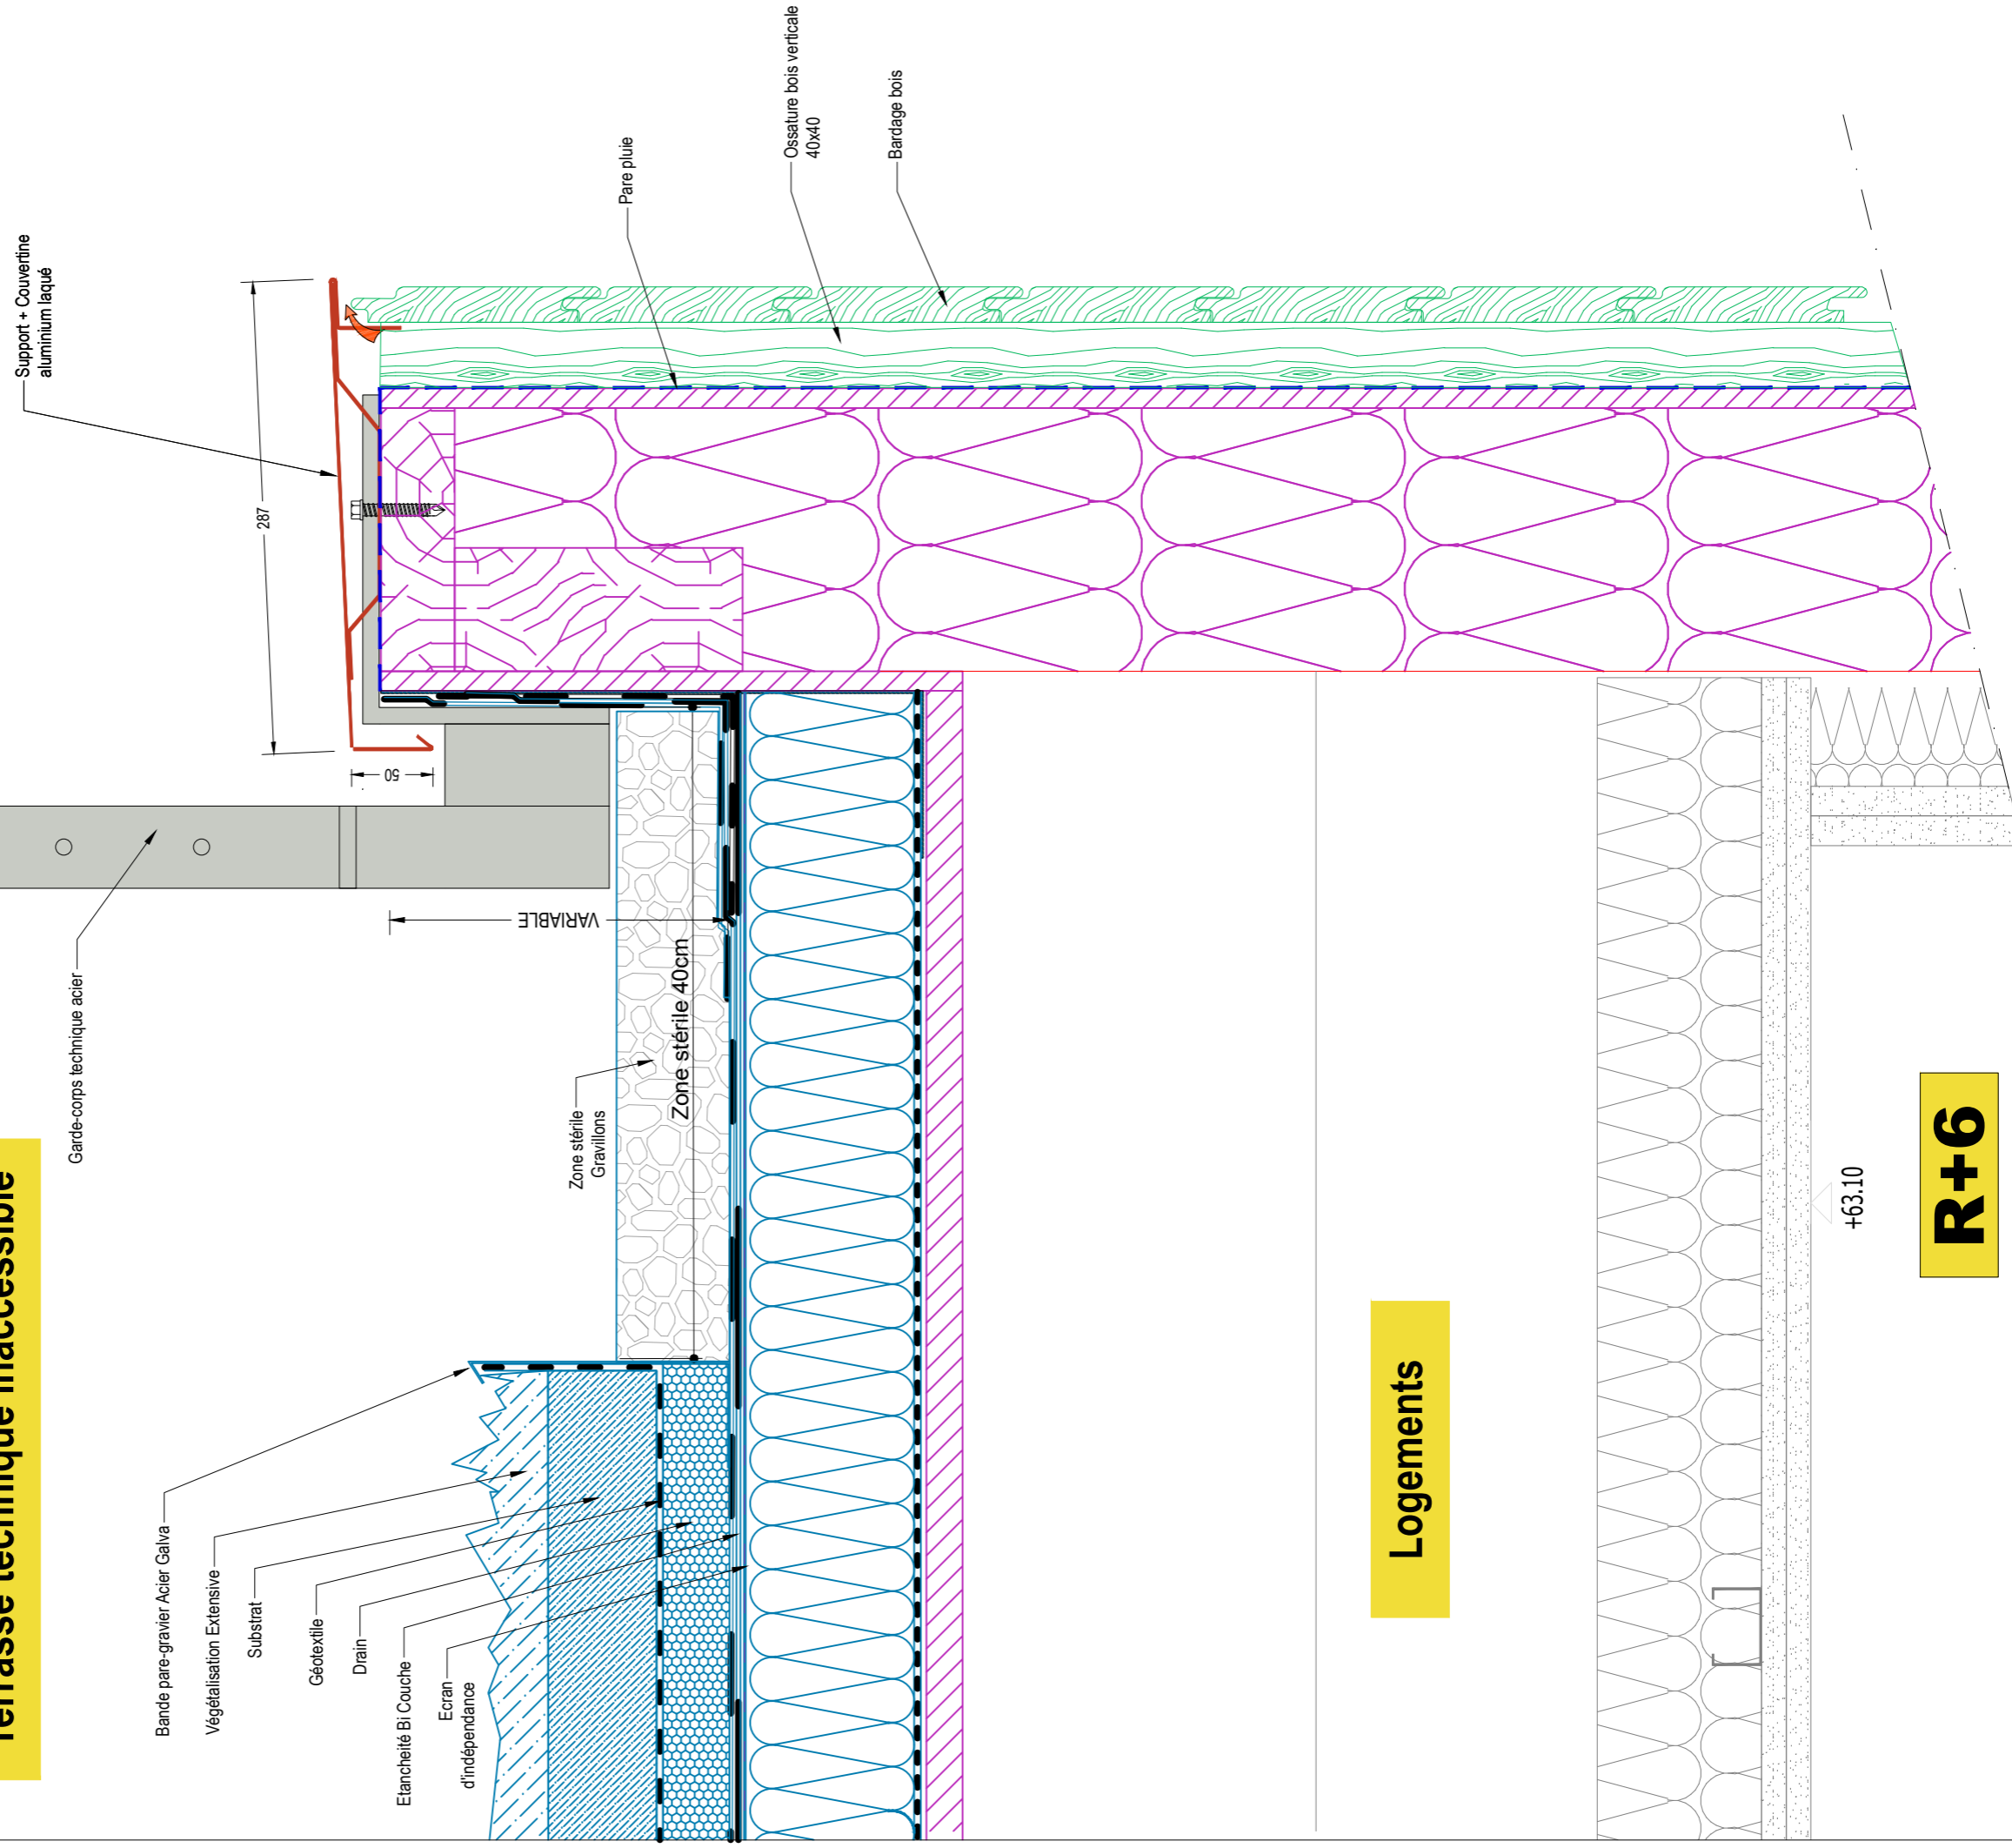 Terrasse technique inaccessible
Support + Couvertine
aluminium laqué
287
50
Pare pluie
Ossature bois verticale
40x40
Bardage bois
Garde-corps technique acier
VARIABLE
Zone stérile
Gravillons
Zone stérile 40cm
Bande pare-gravier Acier Galva
Végétalisation Extensive
Substrat
Géotextile
Drain
Etancheité Bi Couche
Ecran
d'indépendance
Logements
+63.10
R+6